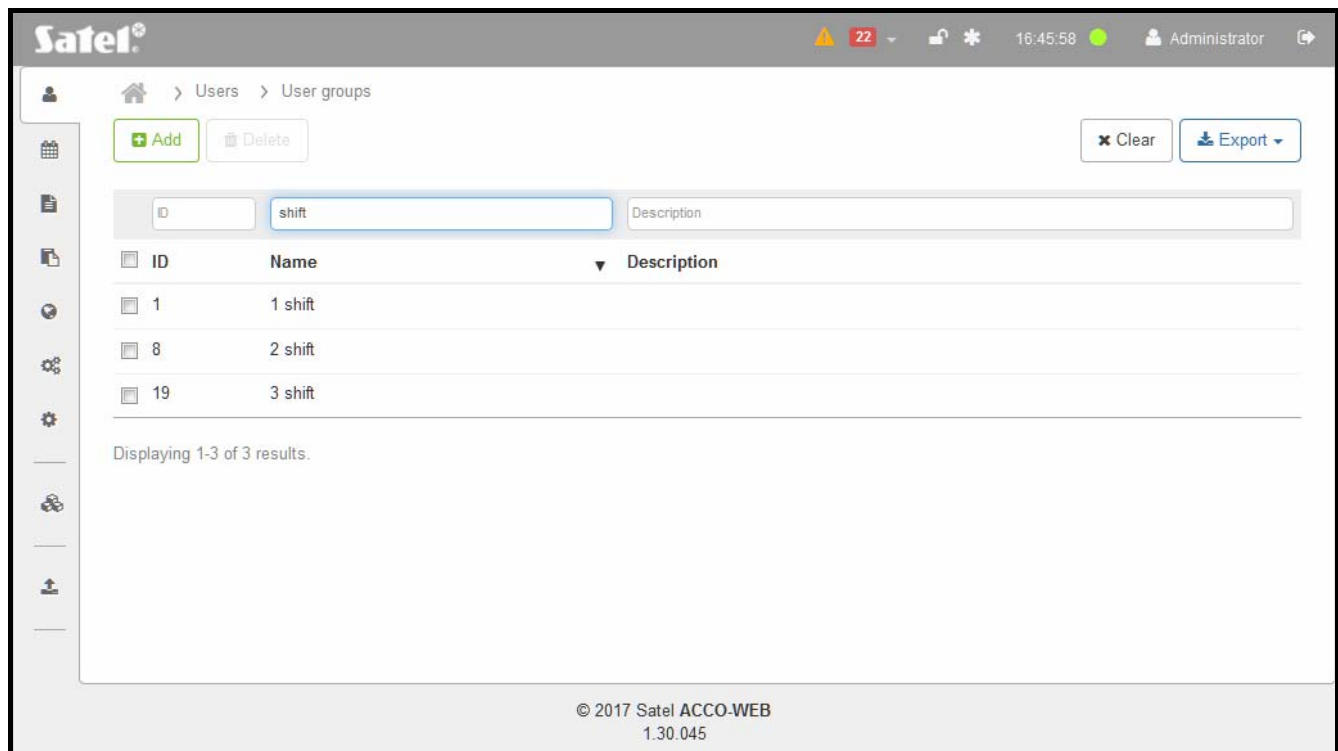 Satel®
22
16:45:58
Administrator
Users > User groups
Add
Delete
Clear
Export
ID
shift
Description
ID
Name
Description
1
1 shift
8
2 shift
19
3 shift
Displaying 1-3 of 3 results.
© 2017 Satel ACCO-WEB
1.30.045